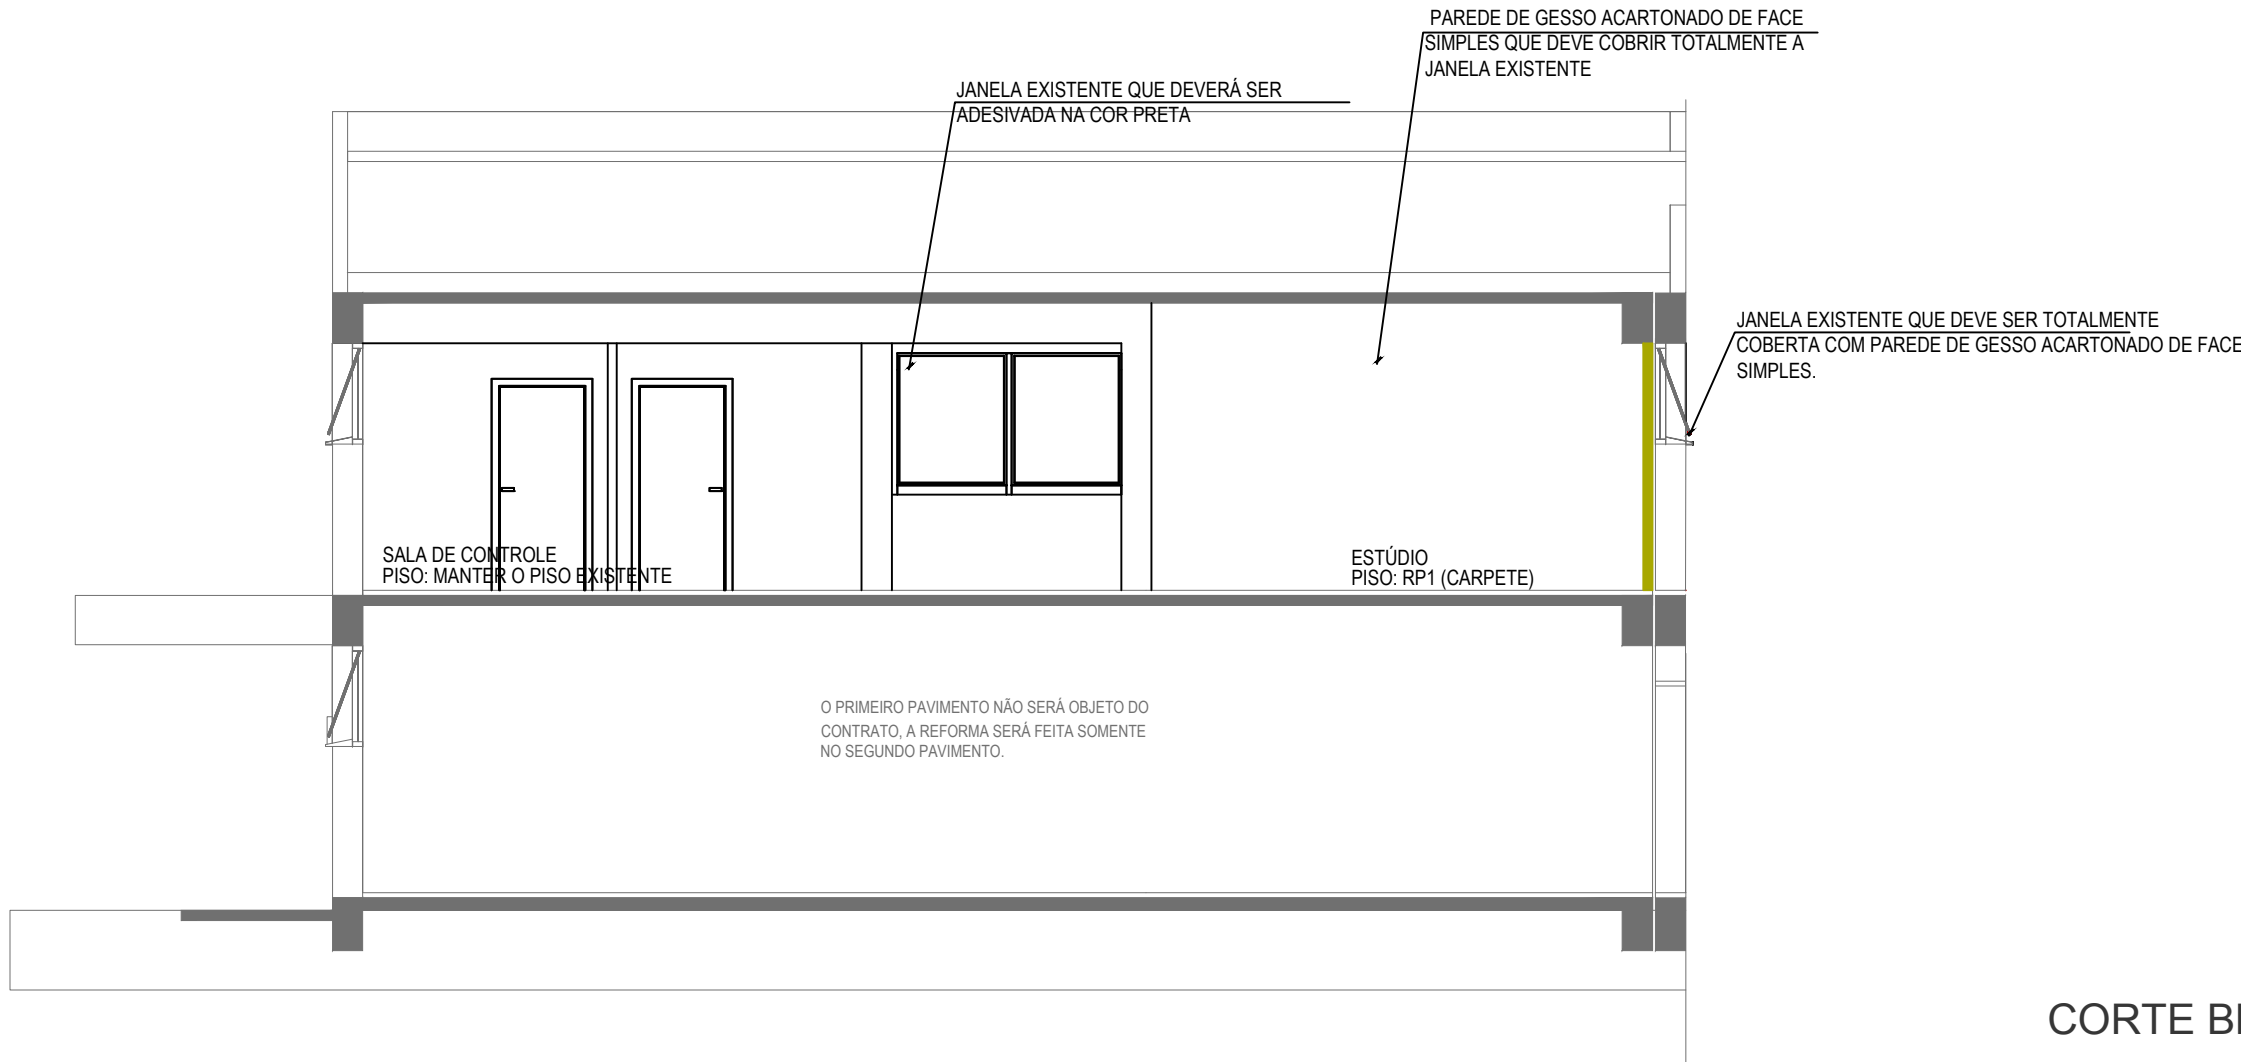 PAREDE DE GESSO ACARTONADO DE FACE
SIMPLES QUE DEVE COBRIR TOTALMENTE A
JANELA EXISTENTE
JANELA EXISTENTE QUE DEVERÁ SER
ADESIVADA NA COR PRETA
JANELA EXISTENTE QUE DEVE SER TOTALMENTE
COBERTA COM PAREDE DE GESSO ACARTONADO DE FACE
SIMPLES.
SALA DE CONTROLE
PISO: MANTER O PISO EXISTENTE
ESTÚDIO
PISO: RP1 (CARPETE)
O PRIMEIRO PAVIMENTO NÃO SERÁ OBJETO DO
CONTRATO, A REFORMA SERÁ FEITA SOMENTE
NO SEGUNDO PAVIMENTO.
CORTE